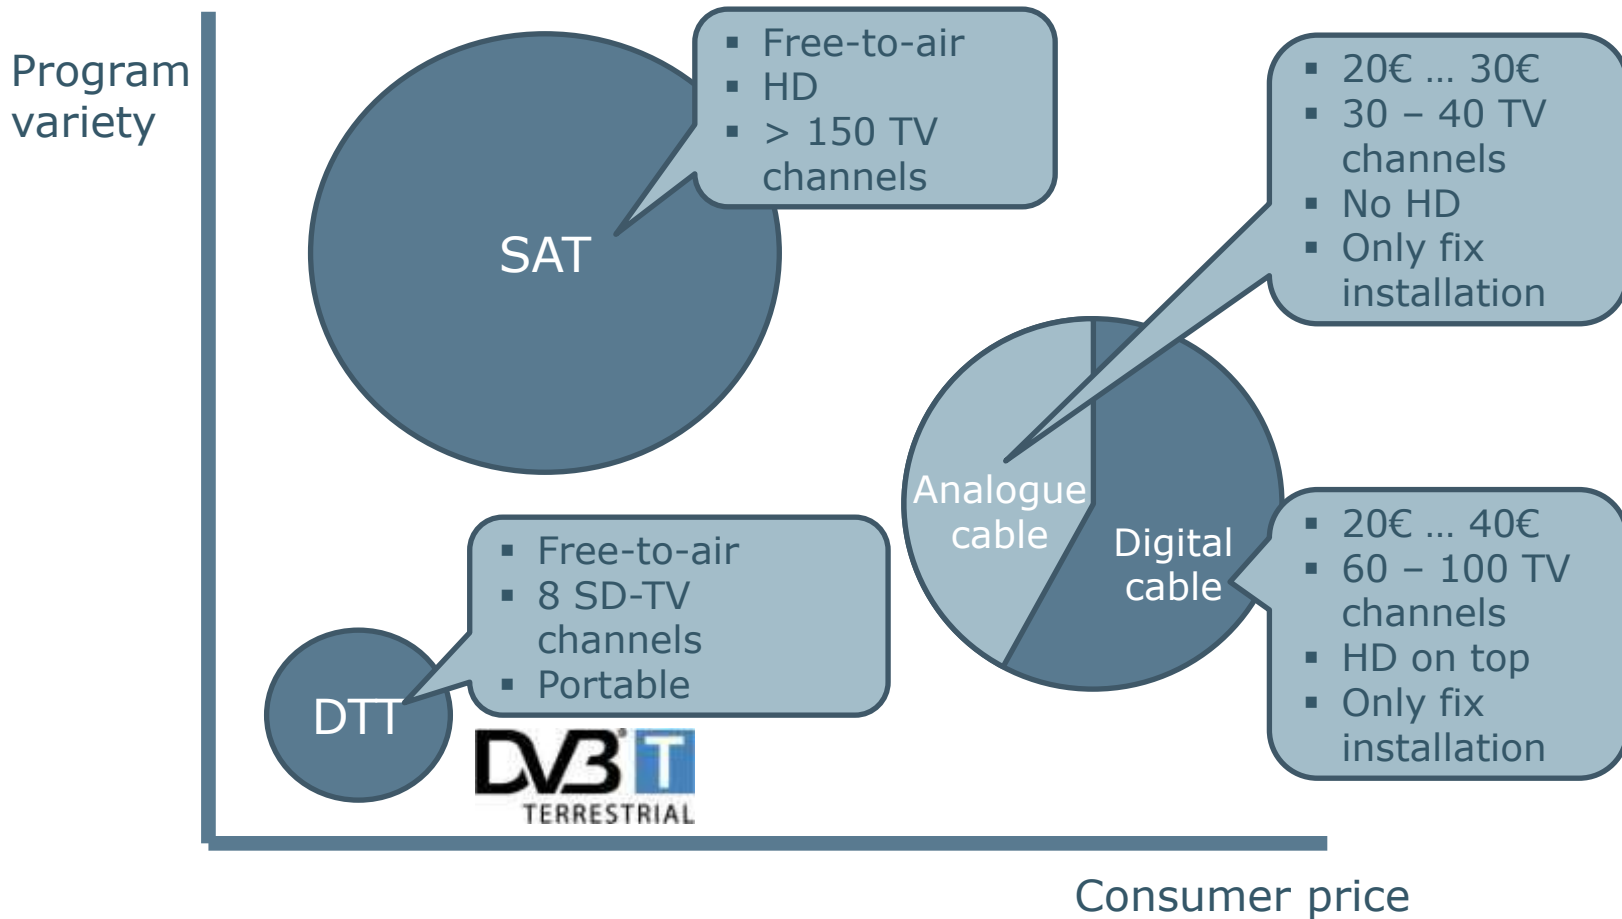 Program
variety
▪ Free-to-air
▪ HD
▪ > 150 TV
channels
▪ 20€ ... 30€
▪ 30 – 40 TV
channels
▪ No HD
▪ Only fix
installation
SAT
Analogue
cable
Digital
cable
▪ 20€ ... 40€
▪ 60 – 100 TV
channels
▪ HD on top
▪ Only fix
installation
▪ Free-to-air
▪ 8 SD-TV
channels
▪ Portable
DTT
DVB® T
TERRESTRIAL
Consumer price